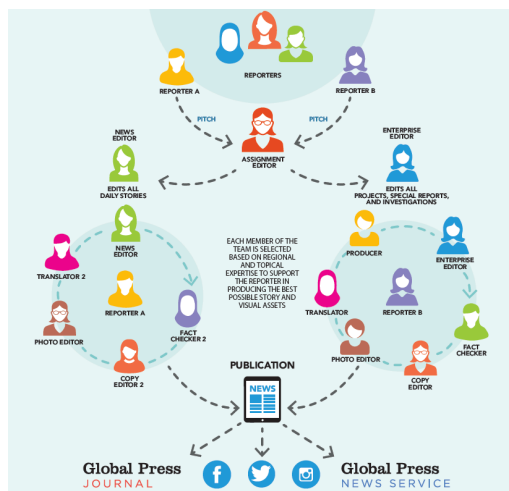 REPORTERS
REPORTER A
REPORTER B
PITCH
PITCH
NEWS
EDITOR
ASSIGNMENT
EDITOR
ENTERPRISE
EDITOR
EDITS ALL
DAILY STORIES
EDITS ALL
PROJECTS, SPECIAL REPORTS,
AND INVESTIGATIONS
NEWS
EDITOR
TRANSLATOR 2
REPORTER A
PHOTO EDITOR
FACT
CHECKER 2
COPY
EDITOR 2
EACH MEMBER OF THE
TEAM IS SELECTED
BASED ON REGIONAL
AND TOPICAL
EXPERTISE TO SUPPORT
THE REPORTER IN
PRODUCING THE BEST
POSSIBLE STORY AND
VISUAL ASSETS
PRODUCER
ENTERPRISE
EDITOR
TRANSLATOR
REPORTER B
PHOTO EDITOR
FACT
CHECKER
COPY
EDITOR
PUBLICATION
NEWS
Global Press
JOURNAL
f
Global Press
NEWS SERVICE